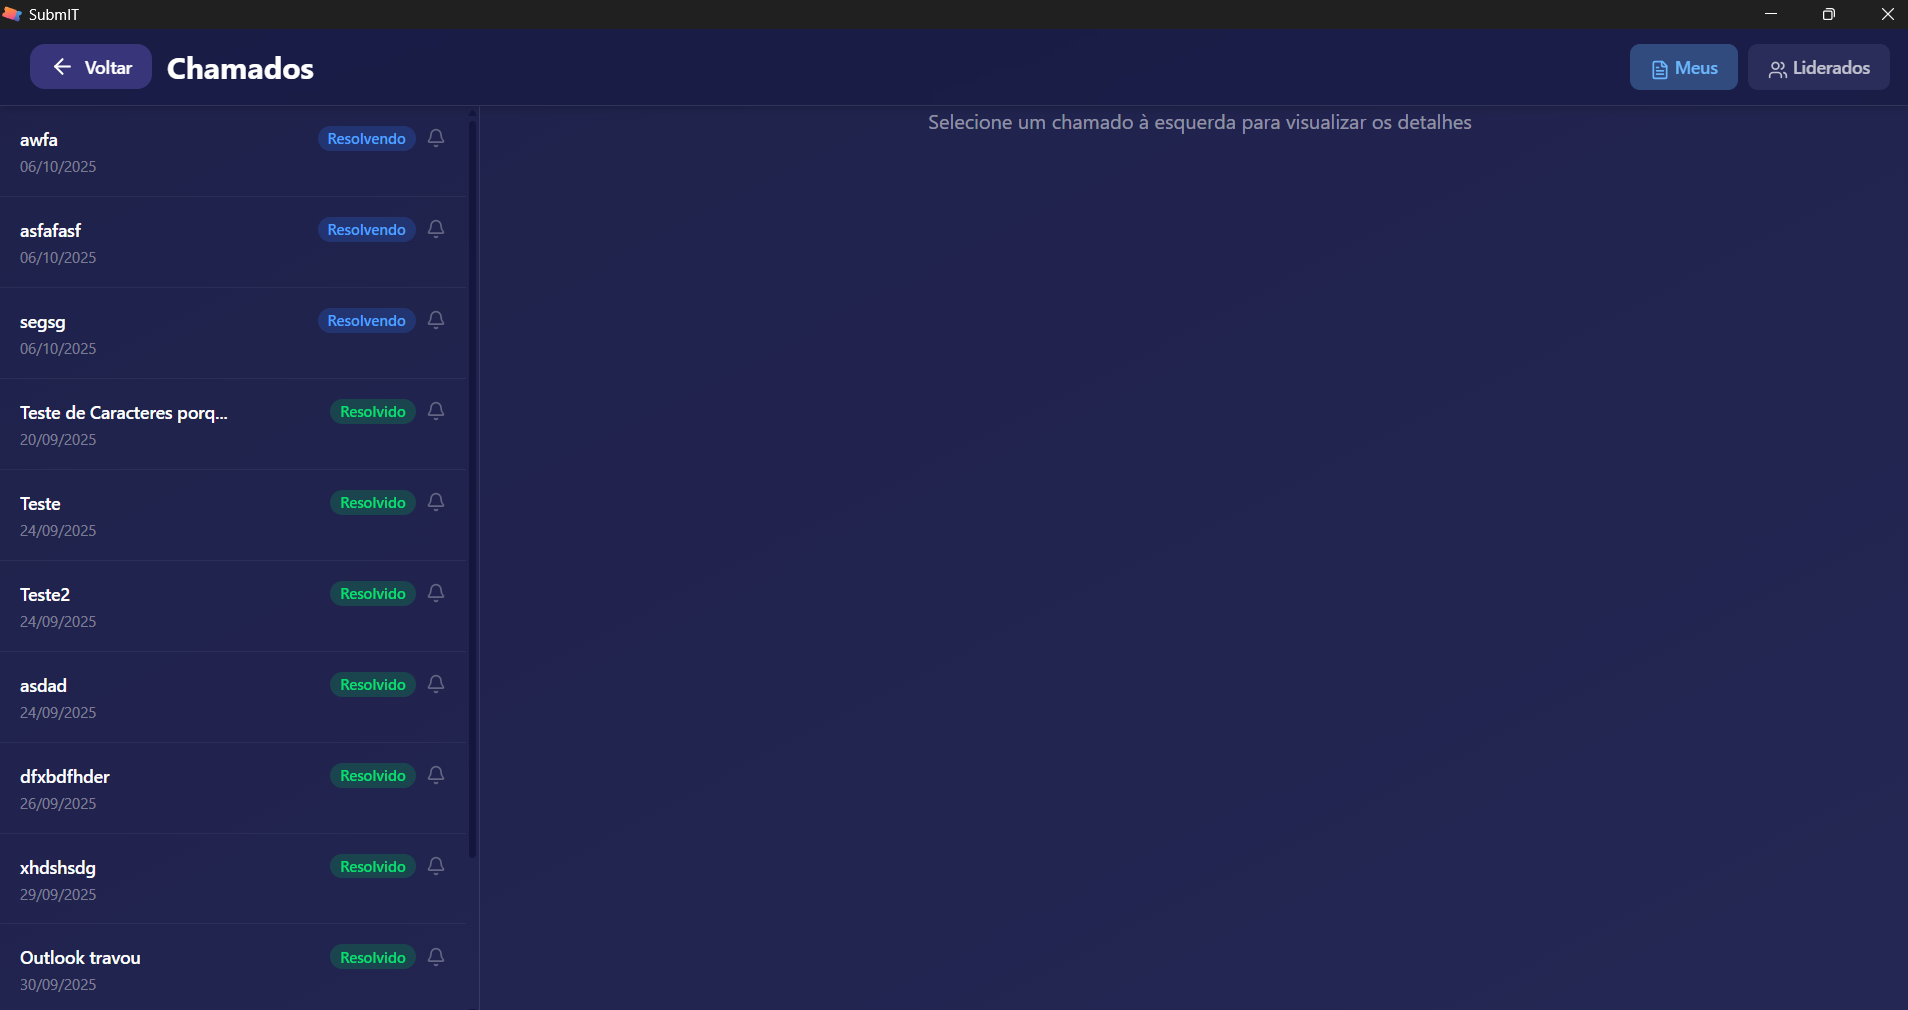 SubmIT
Voltar
Chamados
Meus
Liderados
awfa
Resolvendo
06/10/2025
asfafasf
Resolvendo
06/10/2025
segsg
Resolvendo
06/10/2025
Teste de Caracteres porq...
Resolvido
20/09/2025
Teste
Resolvido
24/09/2025
Teste2
Resolvido
24/09/2025
asdad
Resolvido
24/09/2025
dfxbdfhder
Resolvido
26/09/2025
xhdshsdg
Resolvido
29/09/2025
Outlook travou
Resolvido
30/09/2025
Selecione um chamado à esquerda para visualizar os detalhes